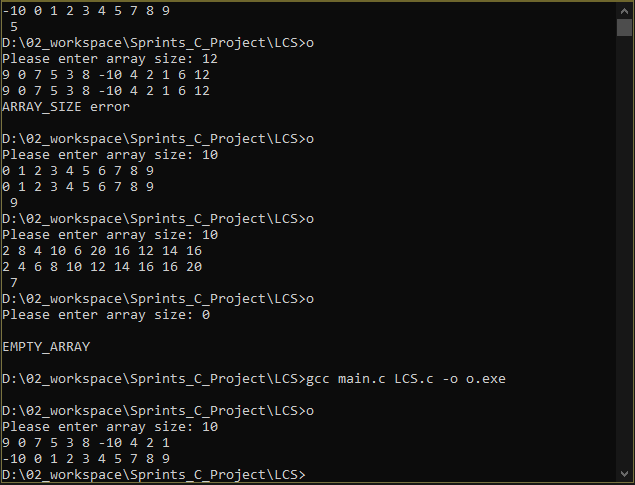 -10 0 1 2 3 4 5 7 8 9
 5
D:\02_workspace\Sprints_C_Project\LCS>o
Please enter array size: 12
9 0 7 5 3 8 -10 4 2 1 6 12
9 0 7 5 3 8 -10 4 2 1 6 12
ARRAY_SIZE error

D:\02_workspace\Sprints_C_Project\LCS>o
Please enter array size: 10
0 1 2 3 4 5 6 7 8 9
0 1 2 3 4 5 6 7 8 9
 9
D:\02_workspace\Sprints_C_Project\LCS>o
Please enter array size: 10
2 8 4 10 6 20 16 12 14 16
2 4 6 8 10 12 14 16 16 20
 7
D:\02_workspace\Sprints_C_Project\LCS>o
Please enter array size: 0

EMPTY_ARRAY

D:\02_workspace\Sprints_C_Project\LCS>gcc main.c LCS.c -o o.exe

D:\02_workspace\Sprints_C_Project\LCS>o
Please enter array size: 10
9 0 7 5 3 8 -10 4 2 1
-10 0 1 2 3 4 5 7 8 9
D:\02_workspace\Sprints_C_Project\LCS>